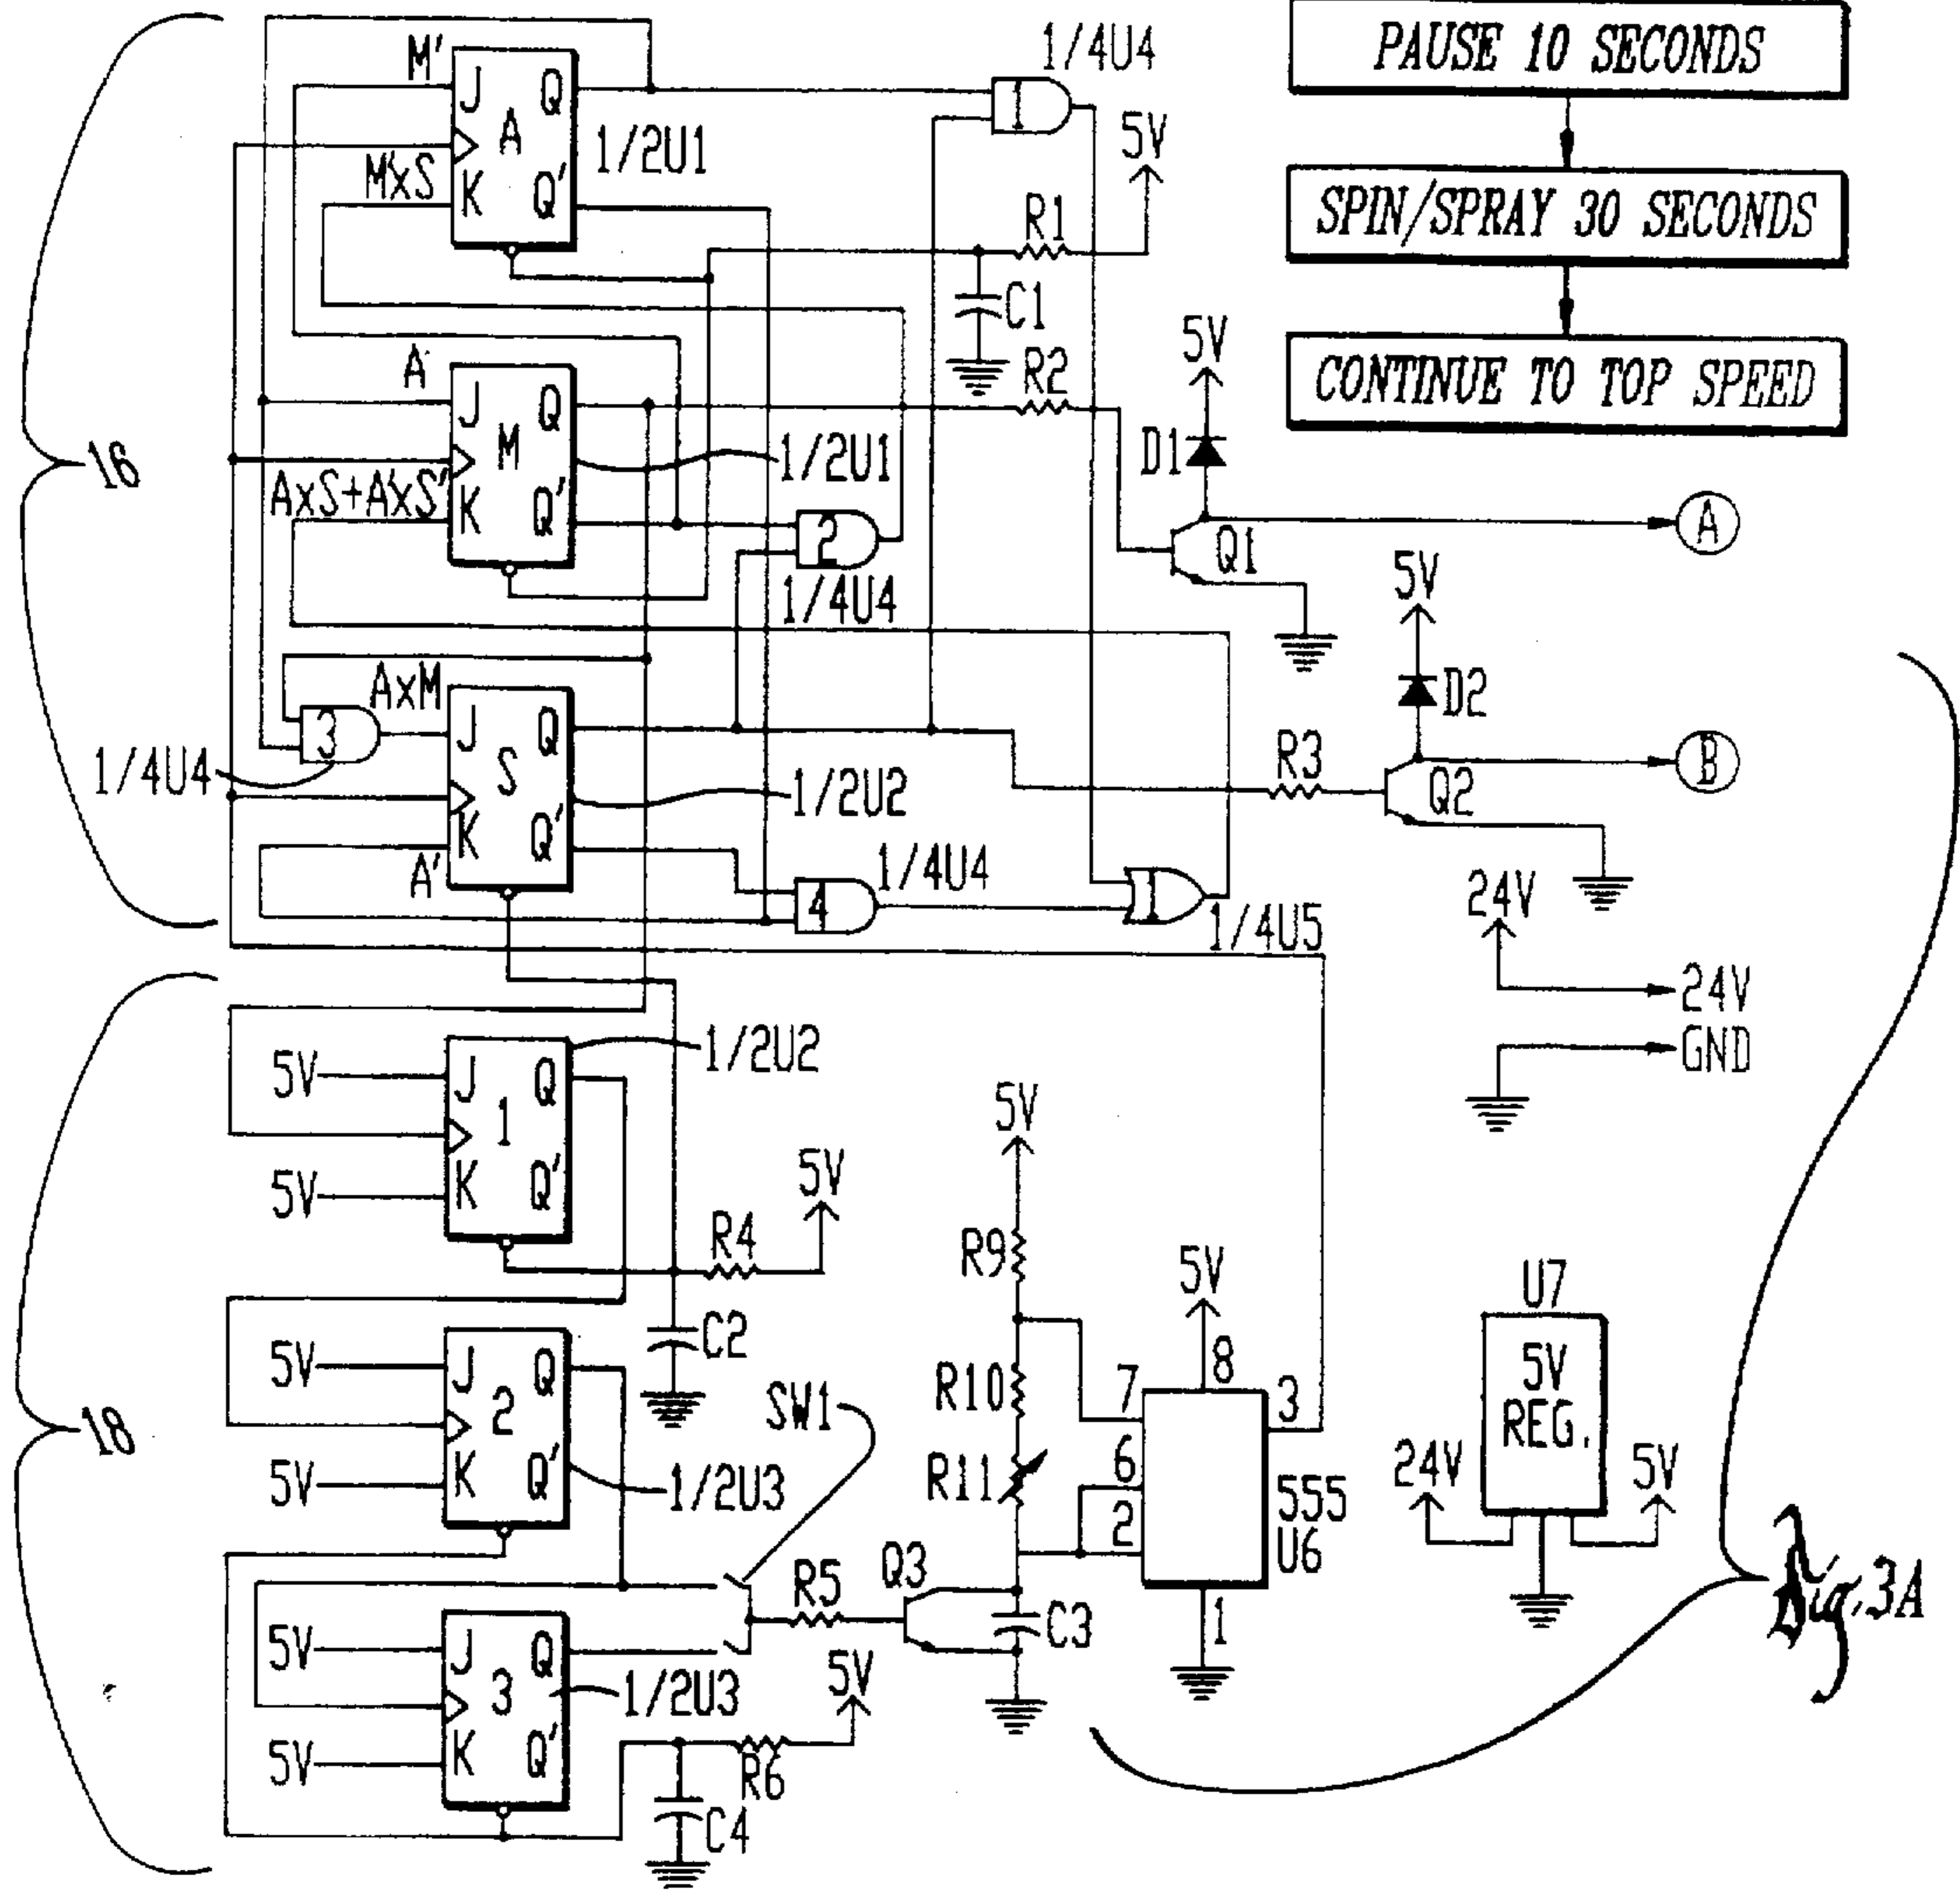 PAUSE 10 SECONDS
SPIN/SPRAY 30 SECONDS
CONTINUE TO TOP SPEED
16
M'
J Q
A
M'xS
K Q'
1/2U1
1/4U4
1
5V
R1
C1
R2
A
J Q
M
AxS+A'xS'
K Q'
1/2U1
2
1/4U4
5V
D1
Q1
A
5V
D2
AxM
3
1/4U4
J Q
S
K Q'
A'
1/2U2
R3
Q2
B
4
1/4U4
1
1/4U5
24V
24V
GND
18
5V
J Q
1
5V
K Q'
1/2U2
R4
5V
C2
5V
J Q
2
5V
K Q'
1/2U3
SW1
5V
J Q
3
5V
K Q'
1/2U3
R5
Q3
C3
5V
R6
C4
5V
R9
R10
R11
5V
8
7
6
2
3
1
555
U6
U7
5V
REG.
24V
5V
Fig. 3A